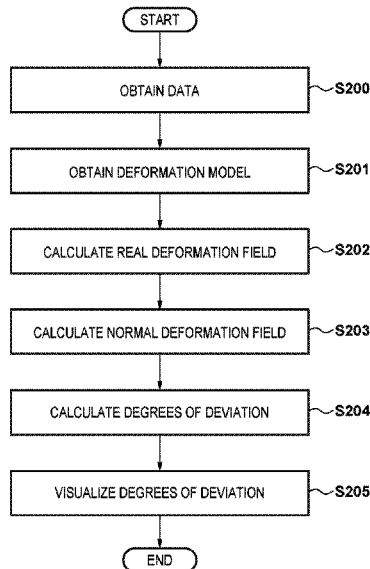 START
OBTAIN DATA
S200
OBTAIN DEFORMATION MODEL
S201
CALCULATE REAL DEFORMATION FIELD
S202
CALCULATE NORMAL DEFORMATION FIELD
S203
CALCULATE DEGREES OF DEVIATION
S204
VISUALIZE DEGREES OF DEVIATION
S205
END